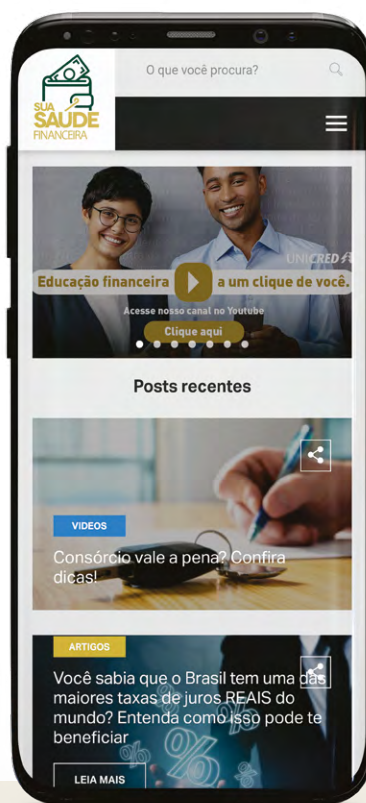 O que você procura?
SUA
SAÚDE
FINANCEIRA
UNICRED
Educação financeira a um clique de você.
Acesse nosso canal no Youtube
Clique aqui
Posts recentes
VIDEOS
Consórcio vale a pena? Confira
dicas!
ARTIGOS
Você sabia que o Brasil tem uma das
maiores taxas de juros REAIS do
mundo? Entenda como isso pode te
beneficiar
LEIA MAIS